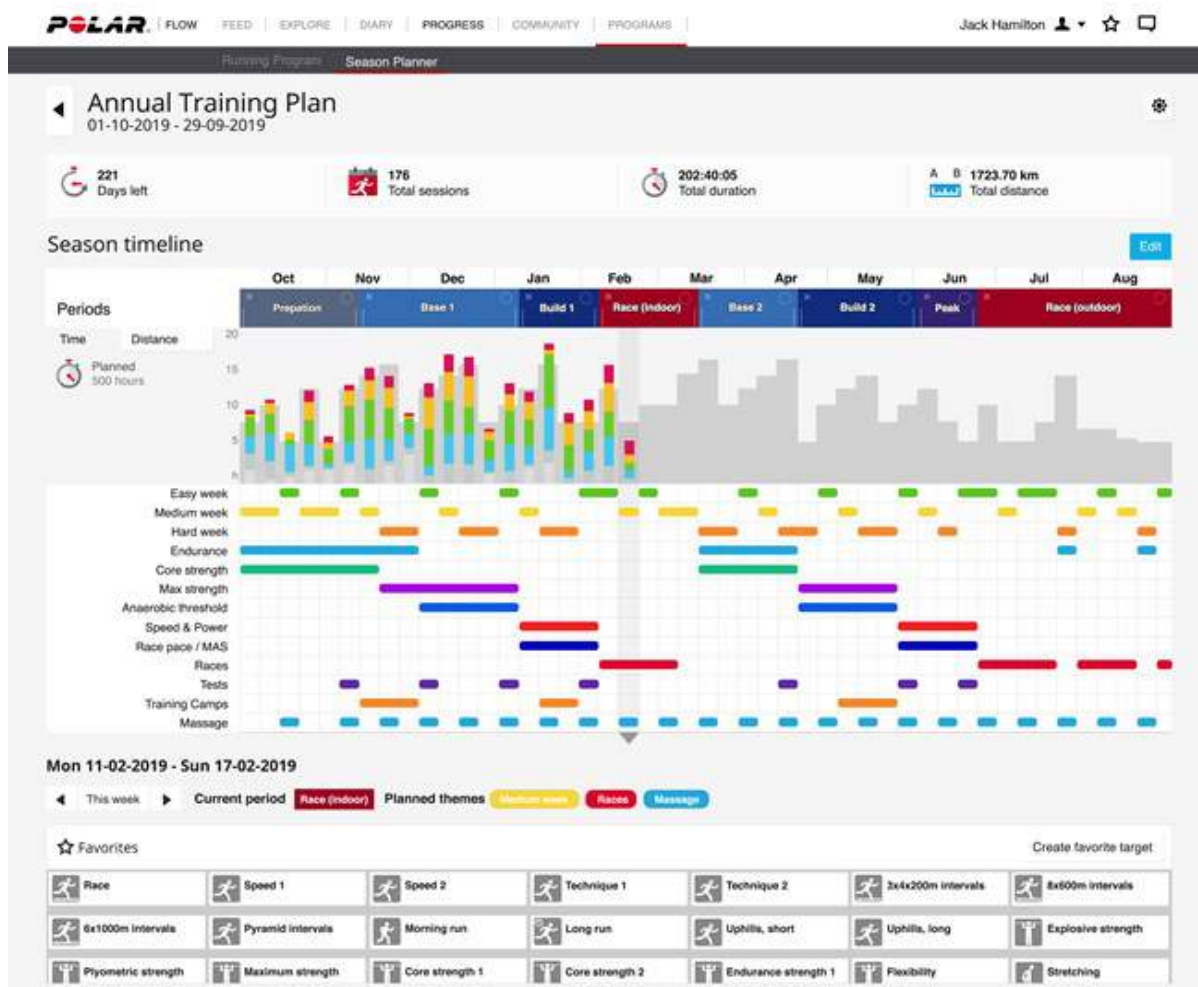 POLAR. FLOW FEED EXPLORE DIARY PROGRESS COMMUNITY PROGRAMS Jack Hamilton
Running Program Season Planner
Annual Training Plan
01-10-2019 - 29-09-2019
221 Days left
176 Total sessions
202:40:05 Total duration
A B 1723.70 km Total distance
Season timeline Edit
Oct Nov Dec Jan Feb Mar Apr May Jun Jul Aug
Periods Prepation Base 1 Build 1 Race (indoor) Base 2 Build 2 Peak Race (outdoor)
Time Distance
Planned
500 hours
20
15
10
5
h
Easy week
Medium week
Hard week
Endurance
Core strength
Max strength
Anaerobic threshold
Speed & Power
Race pace / MAS
Races
Tests
Training Camps
Massage
Mon 11-02-2019 - Sun 17-02-2019
This week Current period Race (indoor) Planned themes Medium week Races Massage
Favorites Create favorite target
Race Speed 1 Speed 2 Technique 1 Technique 2 3x4x200m intervals 8x600m intervals
6x1000m intervals Pyramid intervals Morning run Long run Uphills, short Uphills, long Explosive strength
Plyometric strength Maximum strength Core strength 1 Core strength 2 Endurance strength 1 Flexibility Stretching